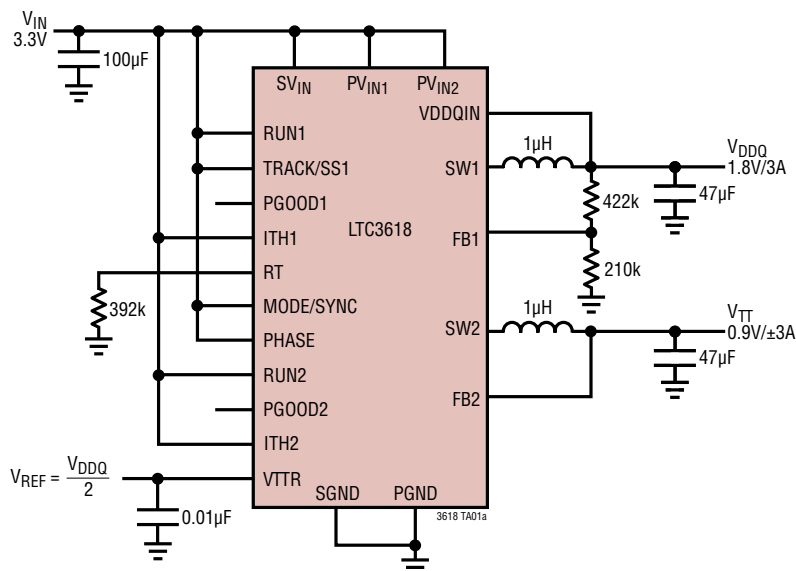 VIN
3.3V
100µF
SVIN PVIN1 PVIN2
VDDQIN
RUN1
TRACK/SS1
PGOOD1
ITH1
RT
MODE/SYNC
PHASE
RUN2
PGOOD2
ITH2
VTTR
LTC3618
SW1
FB1
SW2
FB2
SGND PGND
392k
VREF = VDDQ
2
0.01µF
1µH
VDDQ
1.8V/3A
422k
47µF
210k
1µH
VTT
0.9V/±3A
47µF
3618 TA01a